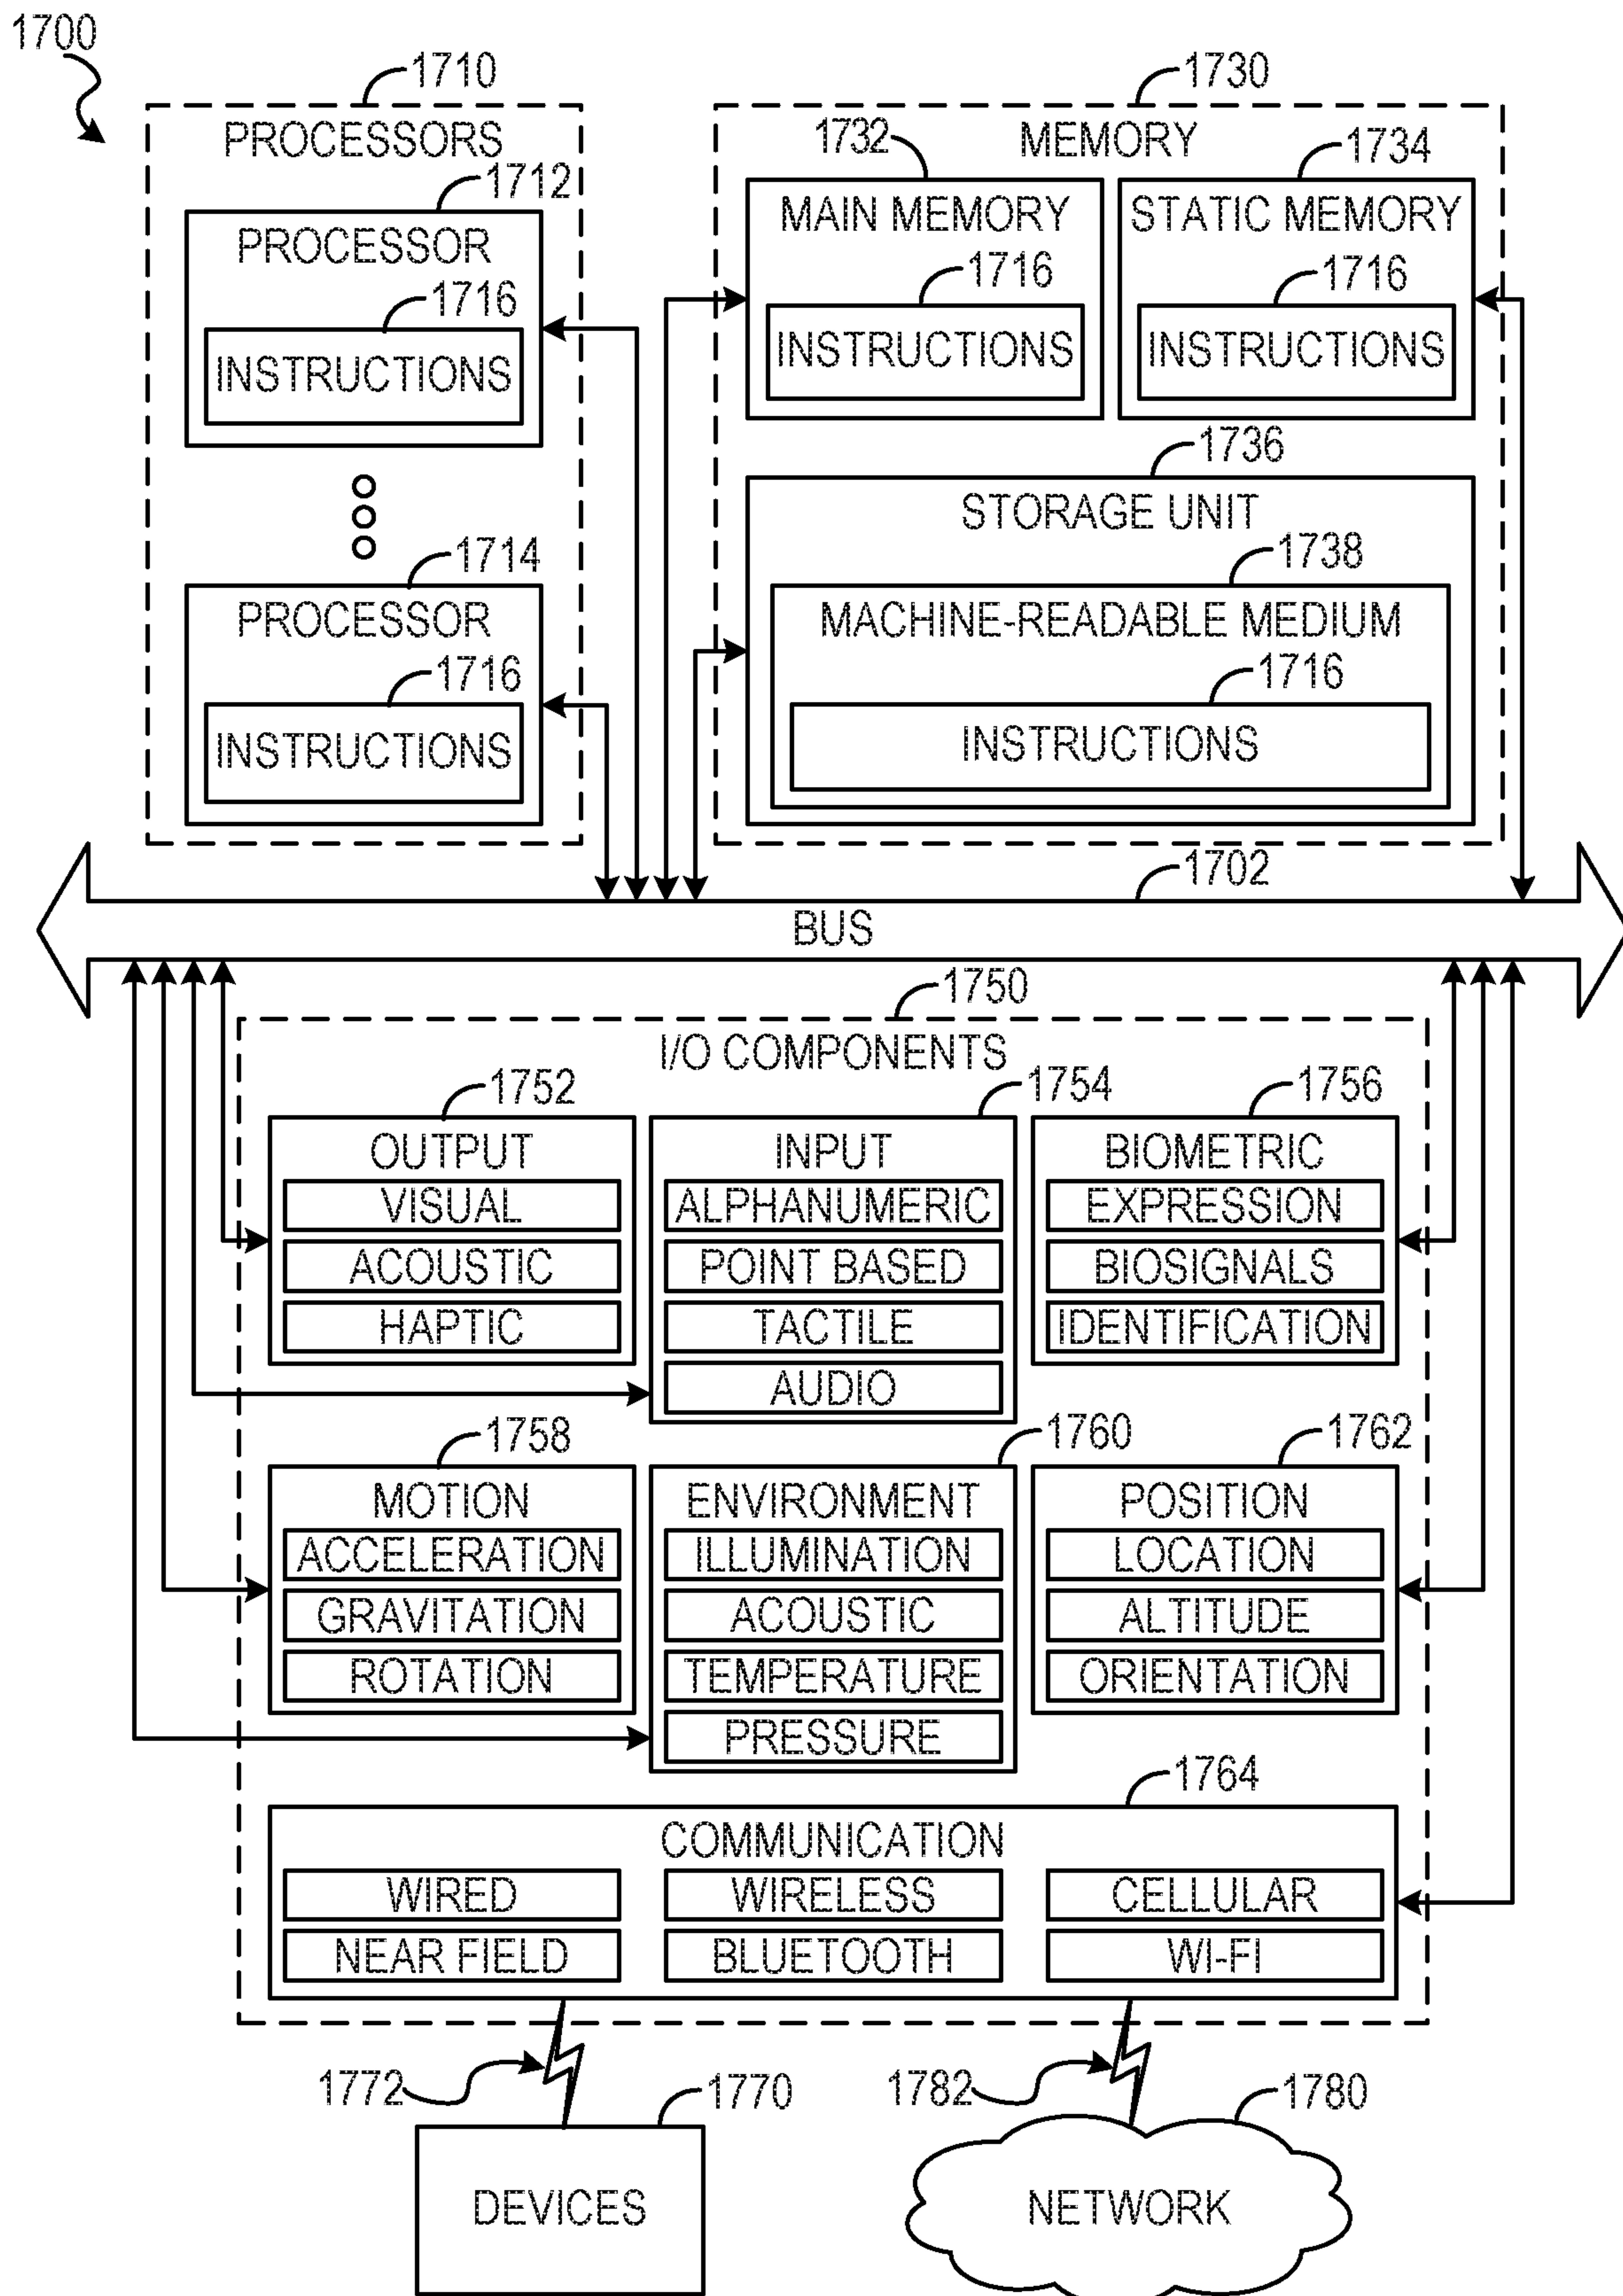 1700
1710
PROCESSORS
1712
PROCESSOR
1716
INSTRUCTIONS
1714
PROCESSOR
1716
INSTRUCTIONS
1730
MEMORY
1732
MAIN MEMORY
1716
INSTRUCTIONS
1734
STATIC MEMORY
1716
INSTRUCTIONS
1736
STORAGE UNIT
1738
MACHINE-READABLE MEDIUM
1716
INSTRUCTIONS
1702
BUS
1750
I/O COMPONENTS
1752
OUTPUT
VISUAL
ACOUSTIC
HAPTIC
1754
INPUT
ALPHANUMERIC
POINT BASED
TACTILE
AUDIO
1756
BIOMETRIC
EXPRESSION
BIOSIGNALS
IDENTIFICATION
1758
MOTION
ACCELERATION
GRAVITATION
ROTATION
1760
ENVIRONMENT
ILLUMINATION
ACOUSTIC
TEMPERATURE
PRESSURE
1762
POSITION
LOCATION
ALTITUDE
ORIENTATION
1764
COMMUNICATION
WIRED
WIRELESS
CELLULAR
NEAR FIELD
BLUETOOTH
WI-FI
1772
1770
DEVICES
1782
1780
NETWORK